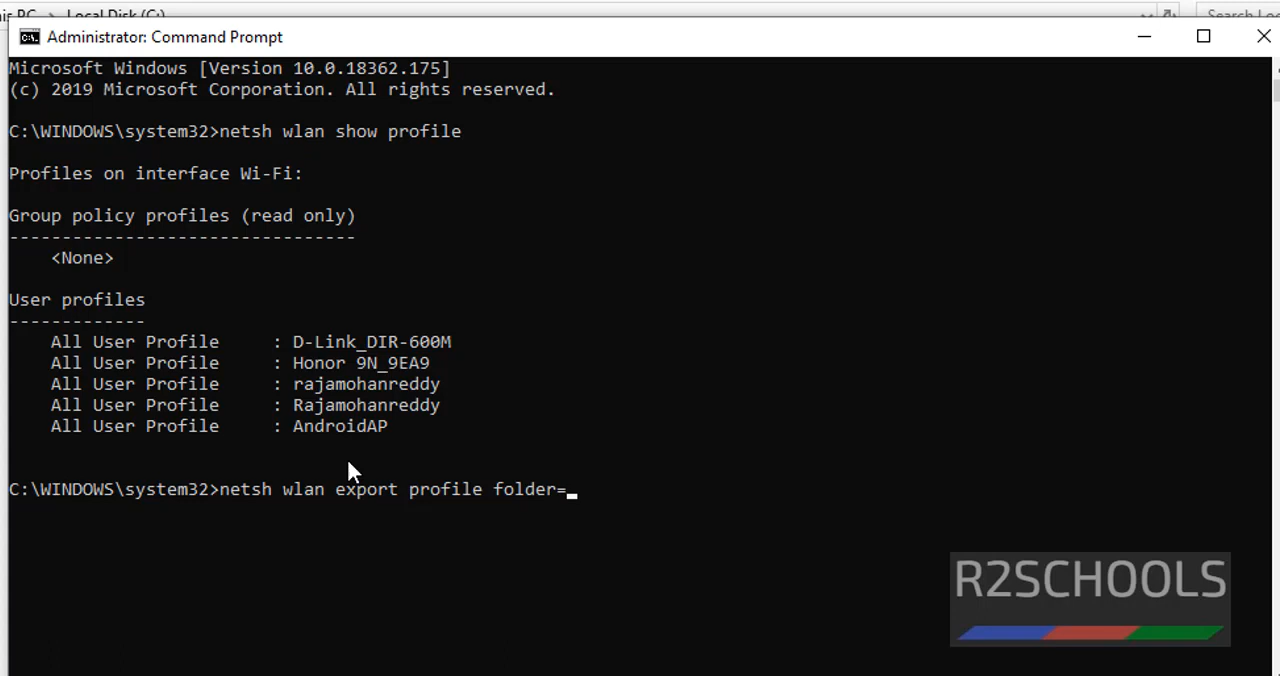 Local Disk (C:)
Administrator: Command Prompt
Microsoft Windows [Version 10.0.18362.175]
(c) 2019 Microsoft Corporation. All rights reserved.
C:\WINDOWS\system32>netsh wlan show profile
Profiles on interface Wi-Fi:
Group policy profiles (read only)
---------------------------------
<None>
User profiles
-------------
All User Profile     : D-Link_DIR-600M
All User Profile     : Honor 9N_9EA9
All User Profile     : rajamohanreddy
All User Profile     : Rajamohanreddy
All User Profile     : AndroidAP
C:\WINDOWS\system32>netsh wlan export profile folder=
R2SCHOOLS